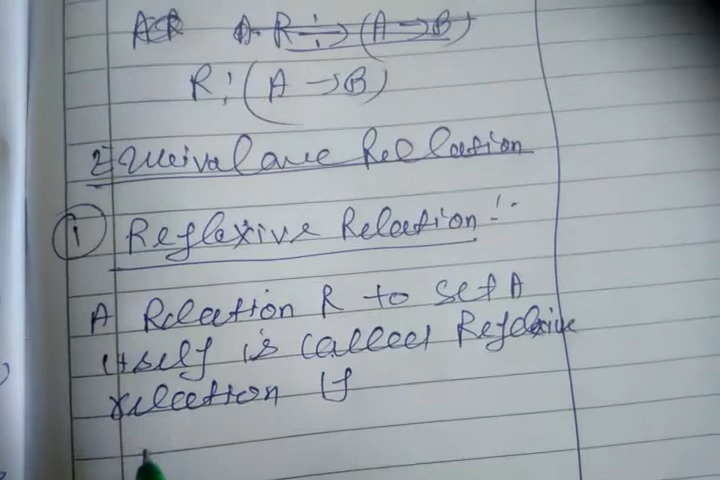 R: (A → B)
Equivalance Rellation
① Reflexive Relation :-
A Relation R to set A
itself is called Reflexive
relation if